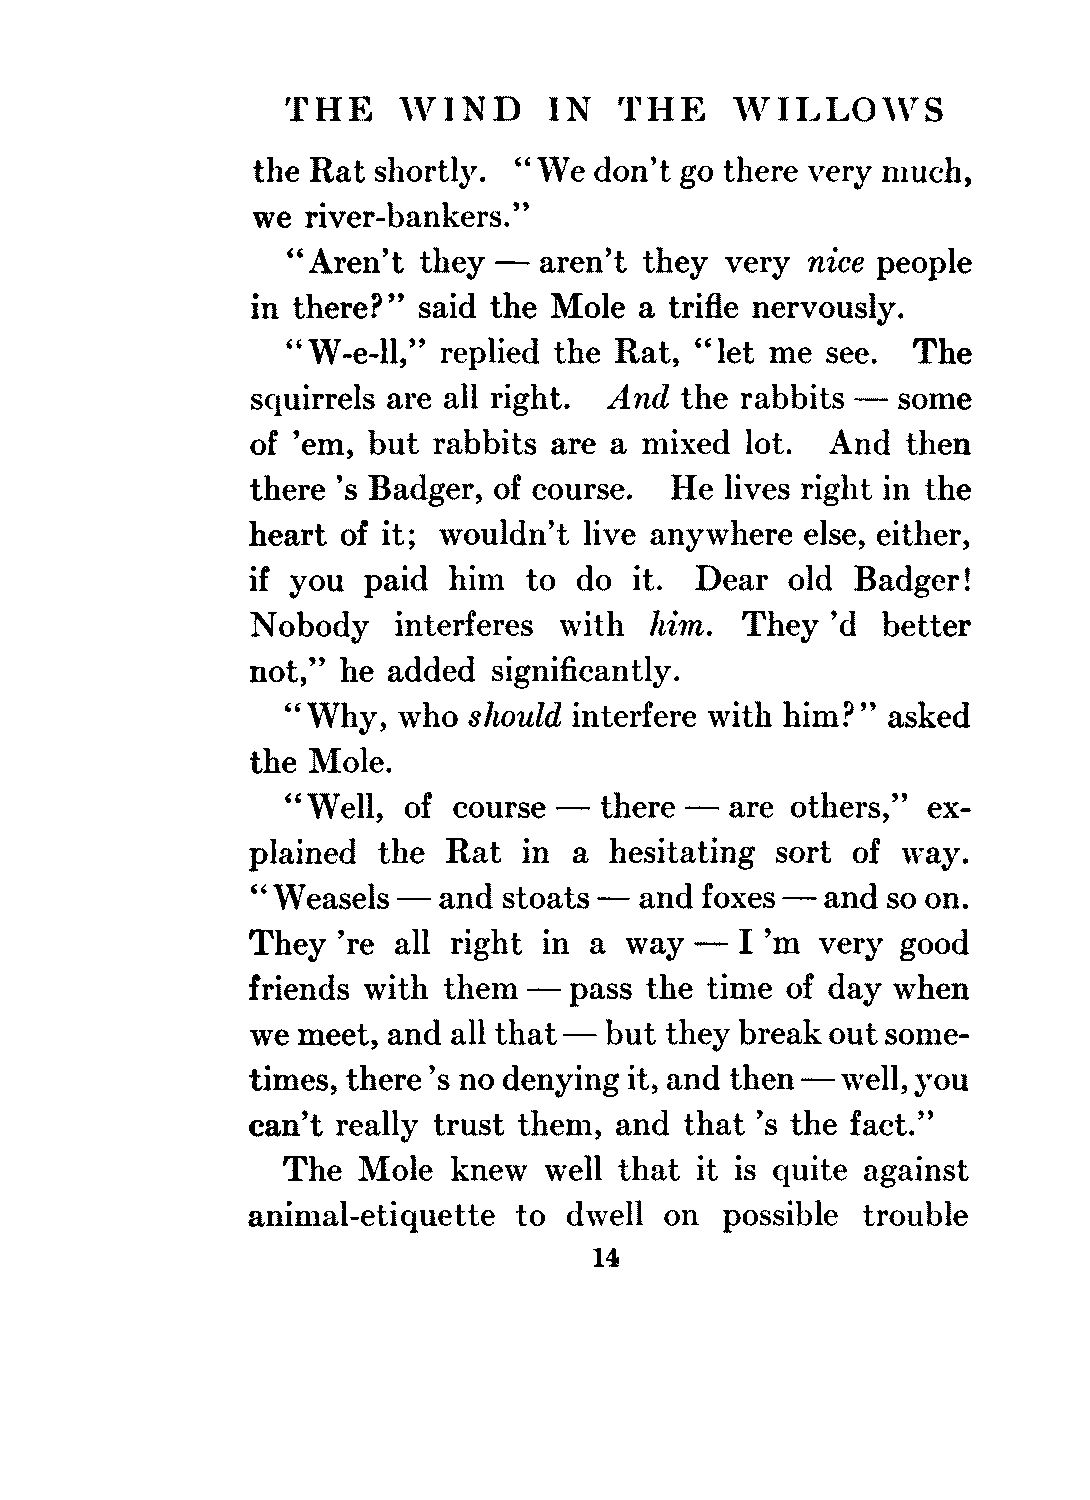 THE WIND IN THE WILLOWS
the Rat shortly. “We don’t go there very much,
we river-bankers.”
“Aren’t they — aren’t they very nice people
in there?” said the Mole a trifle nervously.
“W-e-ll,” replied the Rat, “let me see. The
squirrels are all right. And the rabbits — some
of ’em, but rabbits are a mixed lot. And then
there ’s Badger, of course. He lives right in the
heart of it; wouldn’t live anywhere else, either,
if you paid him to do it. Dear old Badger!
Nobody interferes with him. They ’d better
not,” he added significantly.
“Why, who should interfere with him?” asked
the Mole.
“Well, of course — there — are others,” ex-
plained the Rat in a hesitating sort of way.
“Weasels — and stoats — and foxes — and so on.
They ’re all right in a way — I ’m very good
friends with them — pass the time of day when
we meet, and all that — but they break out some-
times, there ’s no denying it, and then — well, you
can’t really trust them, and that ’s the fact.”
The Mole knew well that it is quite against
animal-etiquette to dwell on possible trouble
14